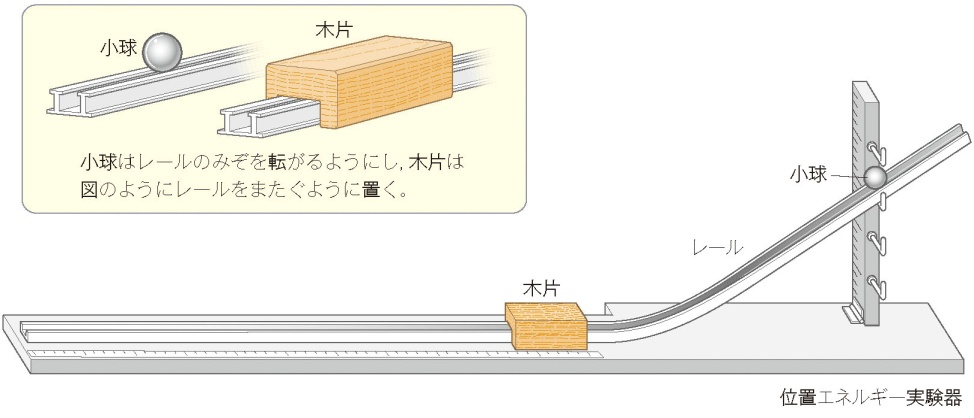 小球
木片
小球はレールのみぞを転がるようにし,木片は
図のようにレールをまたぐように置く。
小球
レール
木片
位置エネルギー実験器